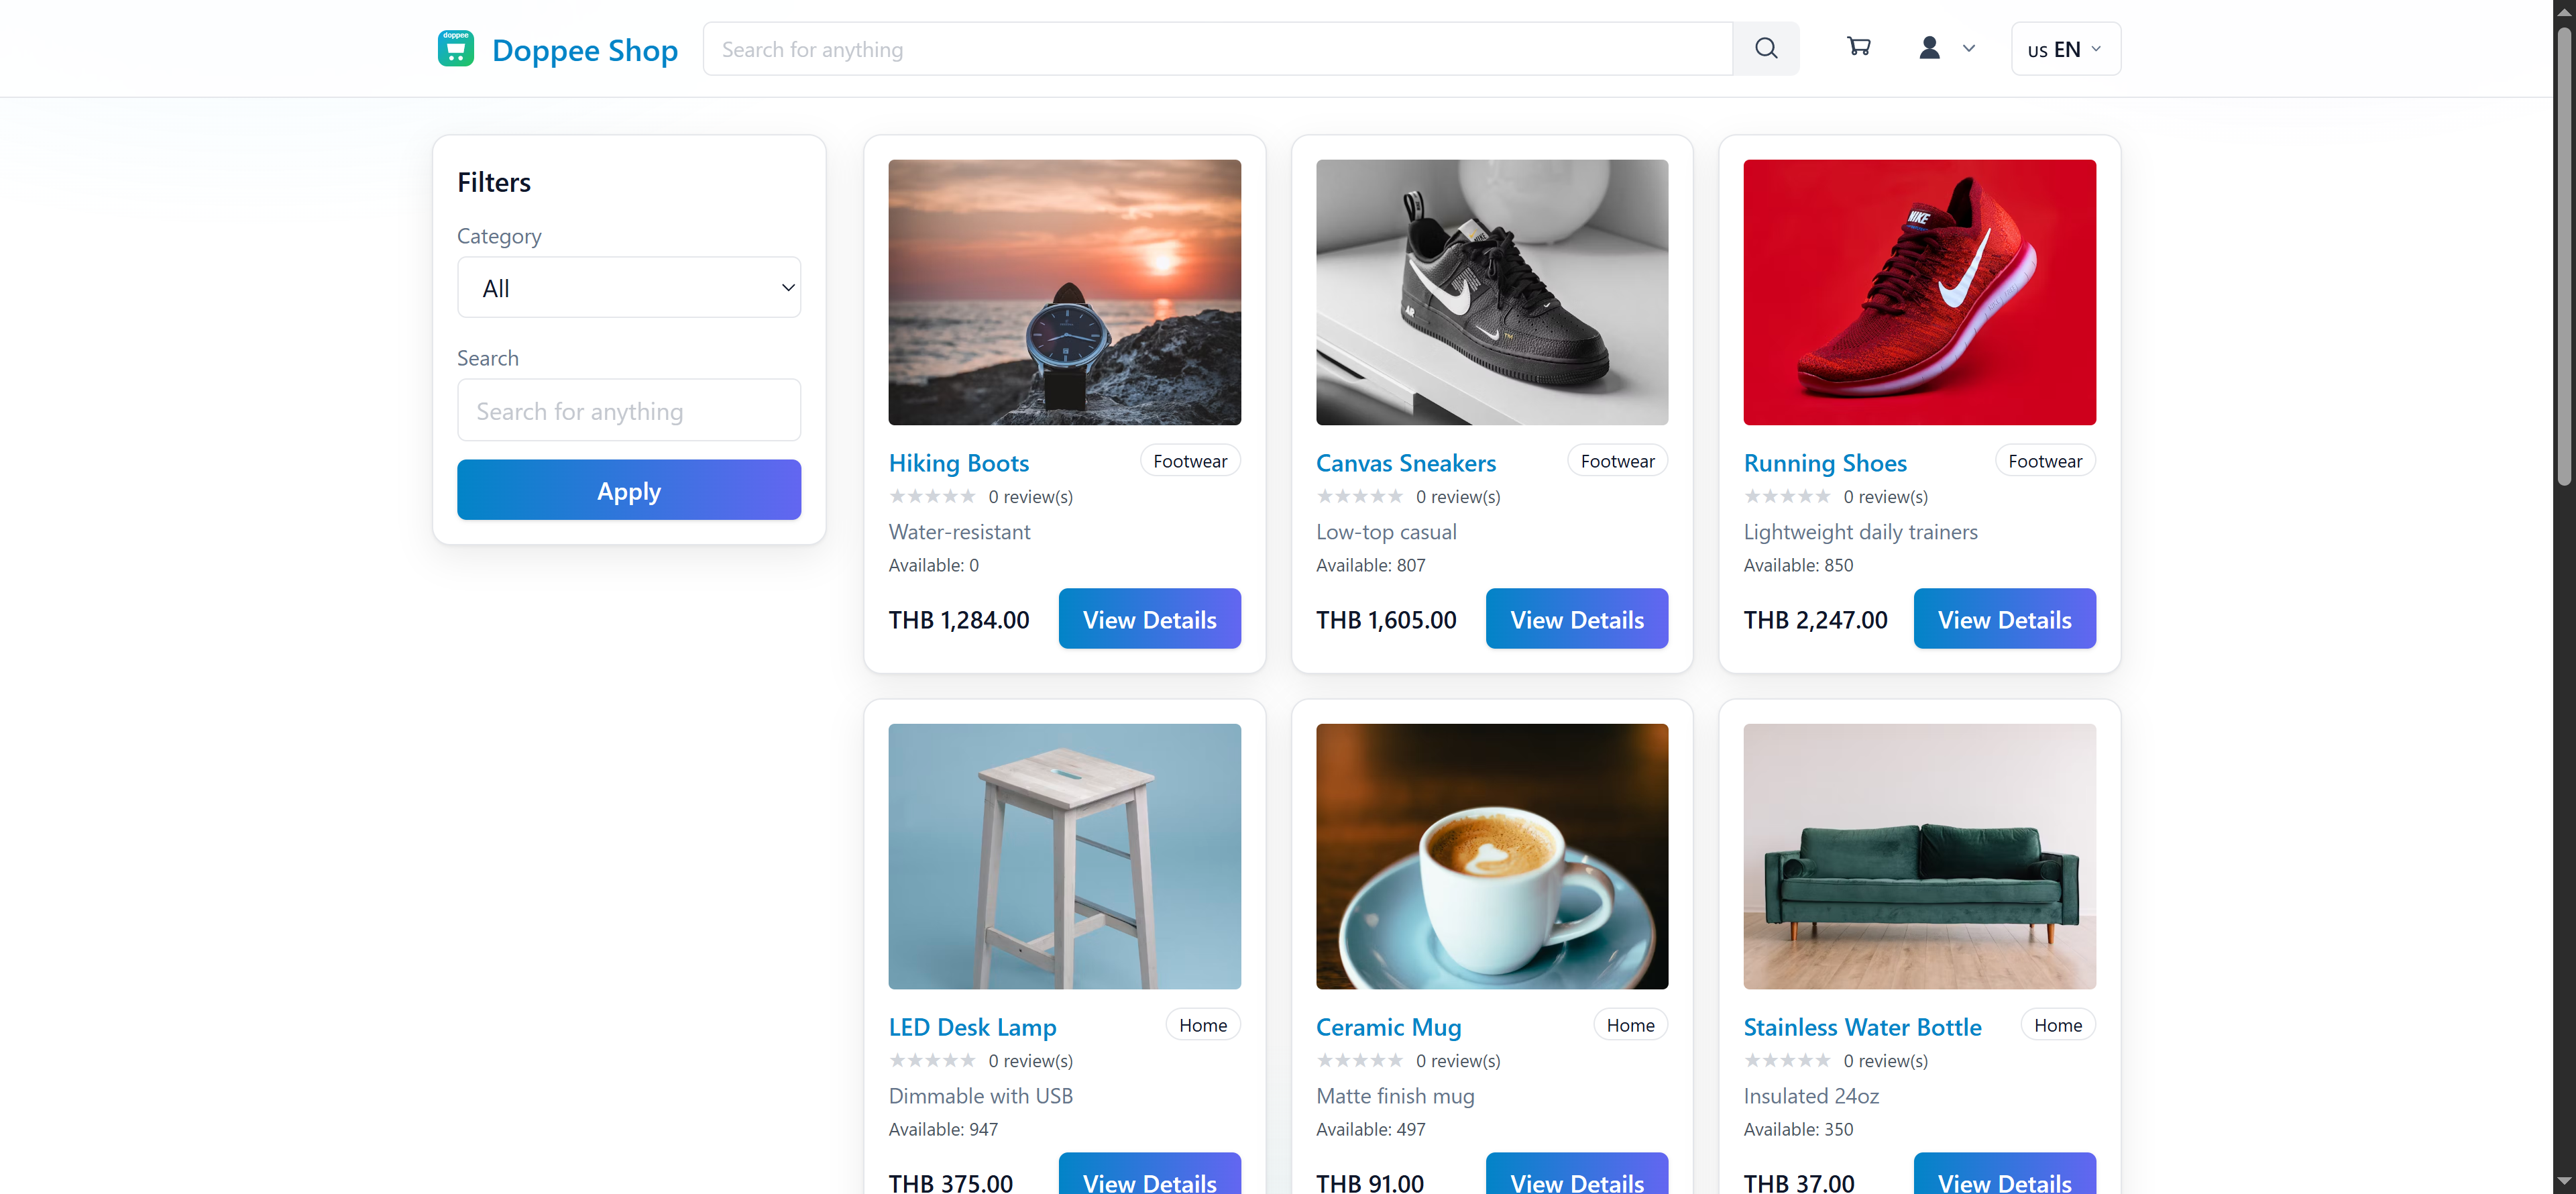 doppee
Doppee Shop
Search for anything
us EN
Filters
Category
All
Search
Search for anything
Apply
Hiking Boots
Footwear
0 review(s)
Water-resistant
Available: 0
THB 1,284.00
View Details
AIR
Canvas Sneakers
Footwear
0 review(s)
Low-top casual
Available: 807
THB 1,605.00
View Details
NIKE
Running Shoes
Footwear
0 review(s)
Lightweight daily trainers
Available: 850
THB 2,247.00
View Details
LED Desk Lamp
Home
0 review(s)
Dimmable with USB
Available: 947
THB 375.00
View Details
Ceramic Mug
Home
0 review(s)
Matte finish mug
Available: 497
THB 91.00
View Details
Stainless Water Bottle
Home
0 review(s)
Insulated 24oz
Available: 350
THB 37.00
View Details